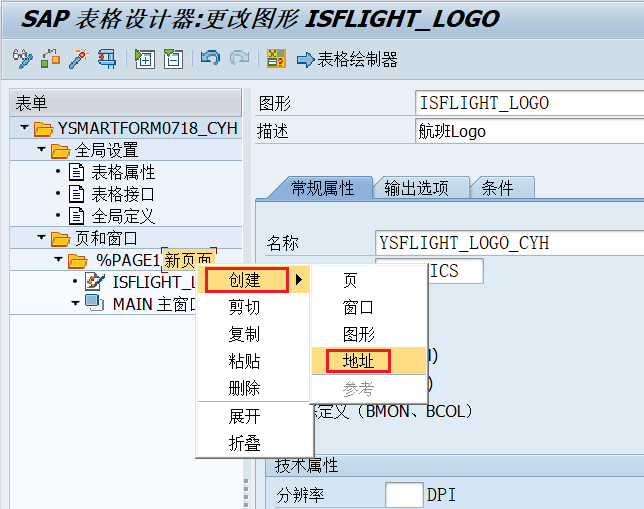 SAP 表格设计器:更改图形 ISFLIGHT_LOGO
表格绘制器
表单
YSMARTFORM0718_CYH
全局设置
表格属性
表格接口
全局定义
页和窗口
%PAGE1 新页面
ISFLIGHT_L
MAIN 主窗口
图形 ISFLIGHT_LOGO
描述 航班Logo
常规属性 输出选项 条件
名称 YSFLIGHT_LOGO_CYH
ICS
创建
剪切
复制
粘贴
删除
展开
折叠
页
窗口
图形
地址
参考
)
)
定义（BMON、BCOL）
技术属性
分辨率 DPI